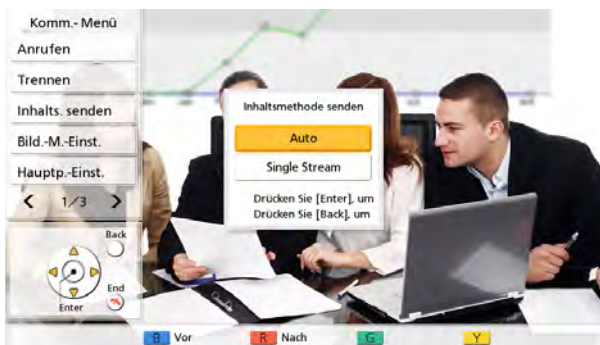 Komm.- Menü
Anrufen
Trennen
Inhalts. senden
Bild.-M.-Einst.
Hauptp.-Einst.
1/3
Back
End
Enter
Inhaltsmethode senden
Auto
Single Stream
Drücken Sie [Enter], um
Drücken Sie [Back], um
B Vor R Nach G Y